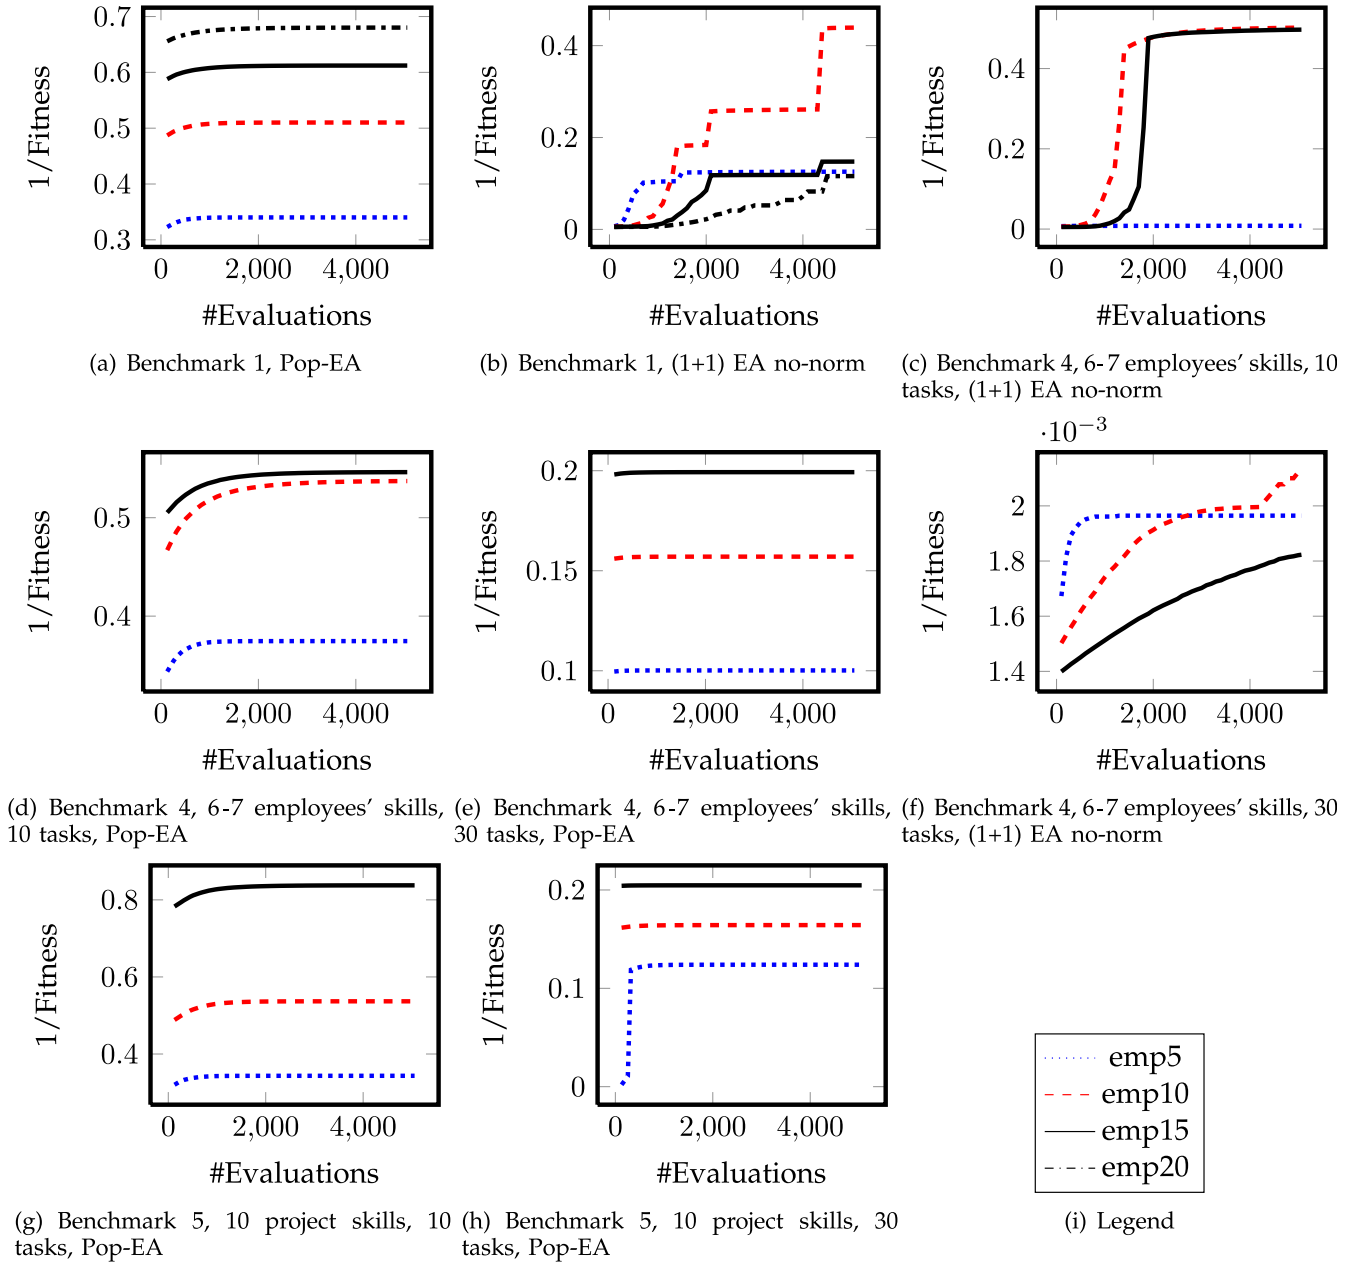 0.7
0.6
0.5
0.4
0.3
1/Fitness
0
2,000
4,000
#Evaluations
(a) Benchmark 1, Pop-EA
0.4
0.2
0
1/Fitness
0
2,000
4,000
#Evaluations
(b) Benchmark 1, (1+1) EA no-norm
0.4
0.2
0
1/Fitness
0
2,000
4,000
#Evaluations
(c) Benchmark 4, 6-7 employees' skills, 10
tasks, (1+1) EA no-norm
0.5
0.4
1/Fitness
0
2,000
4,000
#Evaluations
(d) Benchmark 4, 6-7 employees' skills,
10 tasks, Pop-EA
0.2
0.15
0.1
1/Fitness
0
2,000
4,000
#Evaluations
(e) Benchmark 4, 6-7 employees' skills,
30 tasks, Pop-EA
·10⁻³
2
1.8
1.6
1.4
1/Fitness
0
2,000
4,000
#Evaluations
(f) Benchmark 4, 6-7 employees' skills, 30
tasks, (1+1) EA no-norm
0.8
0.6
0.4
1/Fitness
0
2,000
4,000
#Evaluations
(g) Benchmark 5, 10 project skills, 10
tasks, Pop-EA
0.2
0.1
0
1/Fitness
0
2,000
4,000
#Evaluations
(h) Benchmark 5, 10 project skills, 30
tasks, Pop-EA
emp5
emp10
emp15
emp20
(i) Legend